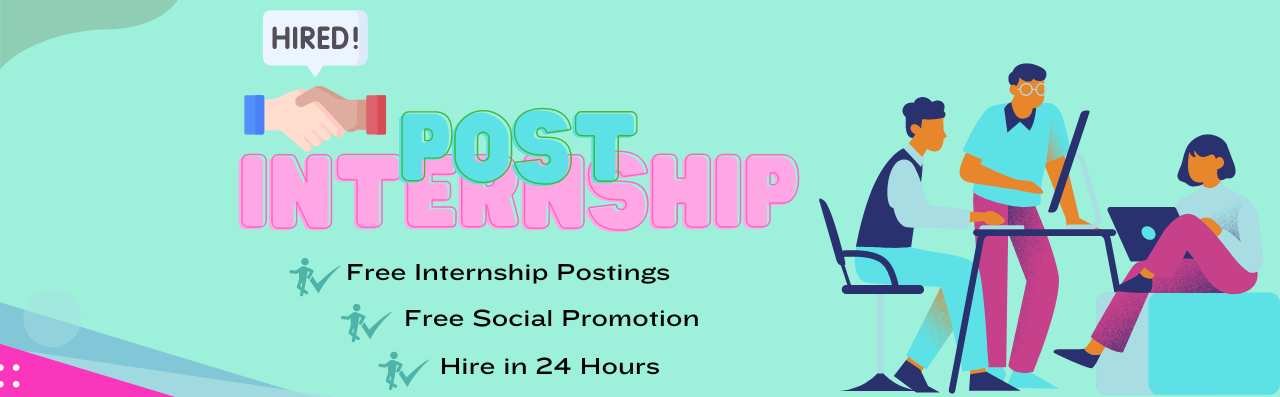 HIRED!
POST
INTERNSHIP
Free Internship Postings
Free Social Promotion
Hire in 24 Hours